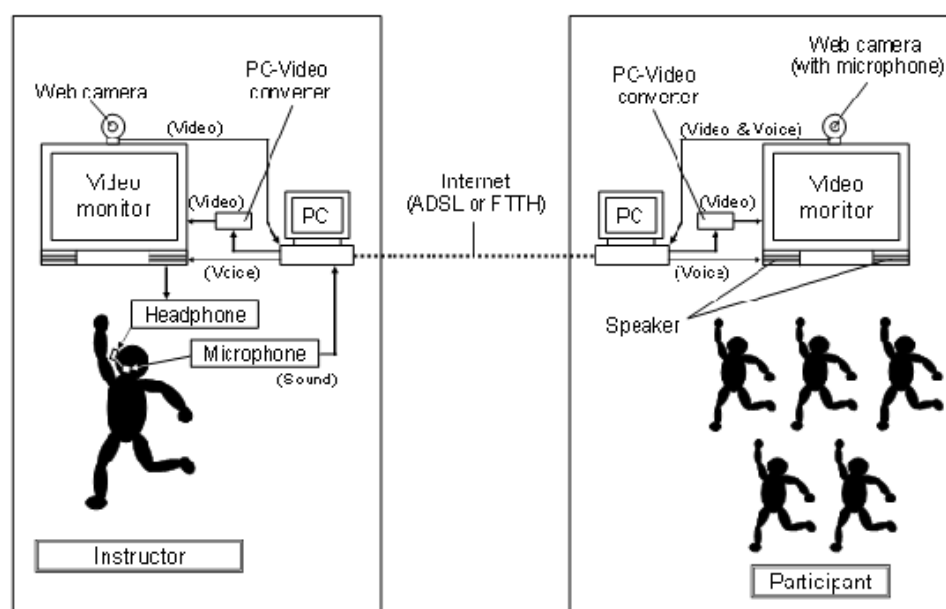 Web camera
PC-Video
converter
(Video)
Video
monitor
(Video)
PC
(Voice)
Headphone
Microphone
(Sound)
Instructor
Internet
(ADSL or FTTH)
Web camera
(with microphone)
PC-Video
converter
(Video & Voice)
PC
(Video)
Video
monitor
(Voice)
Speaker
Participant